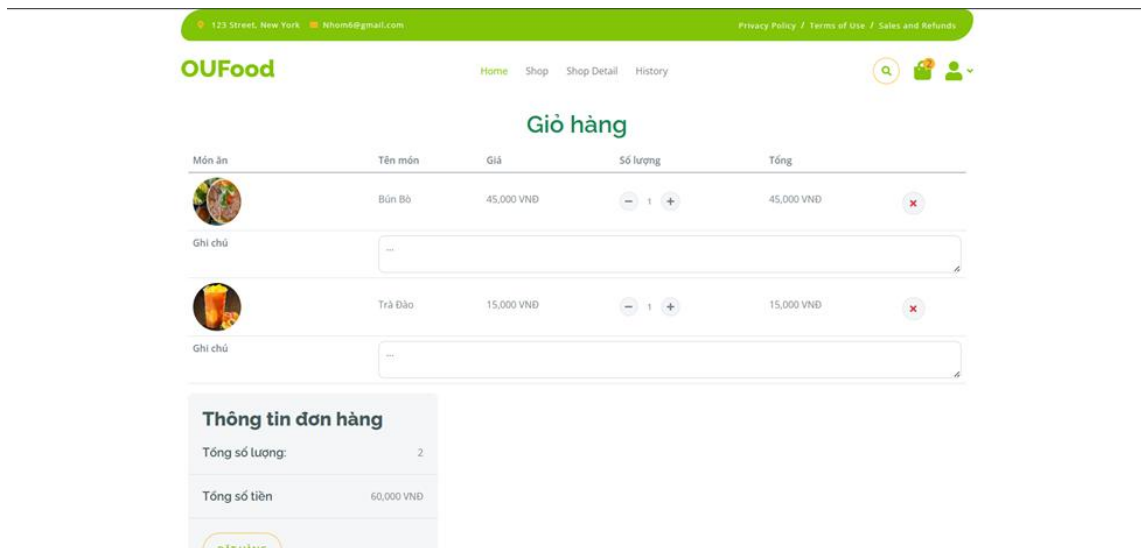 123 Street, New York Nhom6@gmail.com Privacy Policy / Terms of Use / Sales and Refunds
OUFood Home Shop Shop Detail History 2
Giỏ hàng
Món ăn Tên món Giá Số lượng Tổng
Bún Bò 45,000 VNĐ 1 45,000 VNĐ
Ghi chú ...
Trà Đào 15,000 VNĐ 1 15,000 VNĐ
Ghi chú ...
Thông tin đơn hàng
Tổng số lượng: 2
Tổng số tiền 60,000 VNĐ